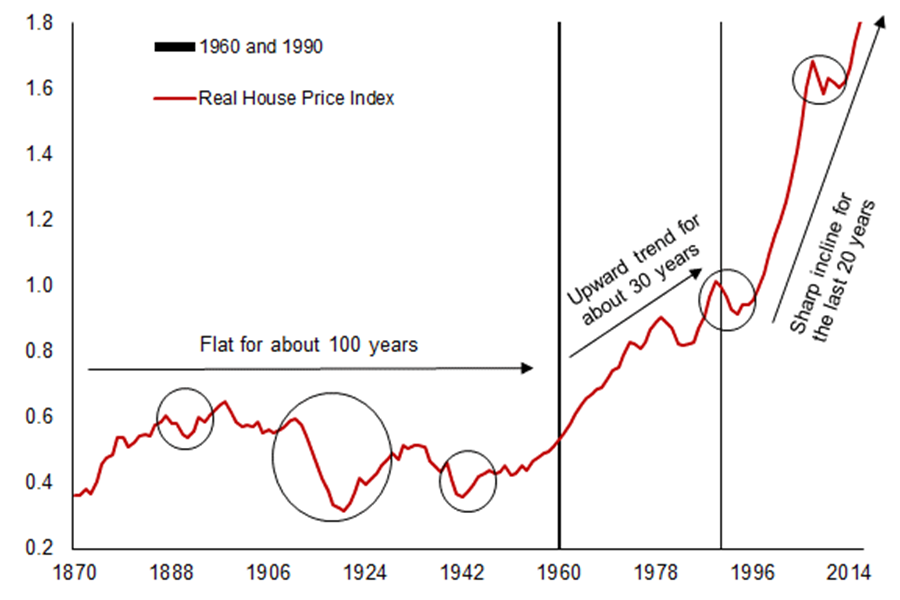 1.8
1960 and 1990
1.6
Real House Price Index
1.4
1.2
Upward trend for
about 30 years
Sharp incline for
the last 20 years
1.0
0.8
Flat for about 100 years
0.6
0.4
0.2
1870 1888 1906 1924 1942 1960 1978 1996 2014